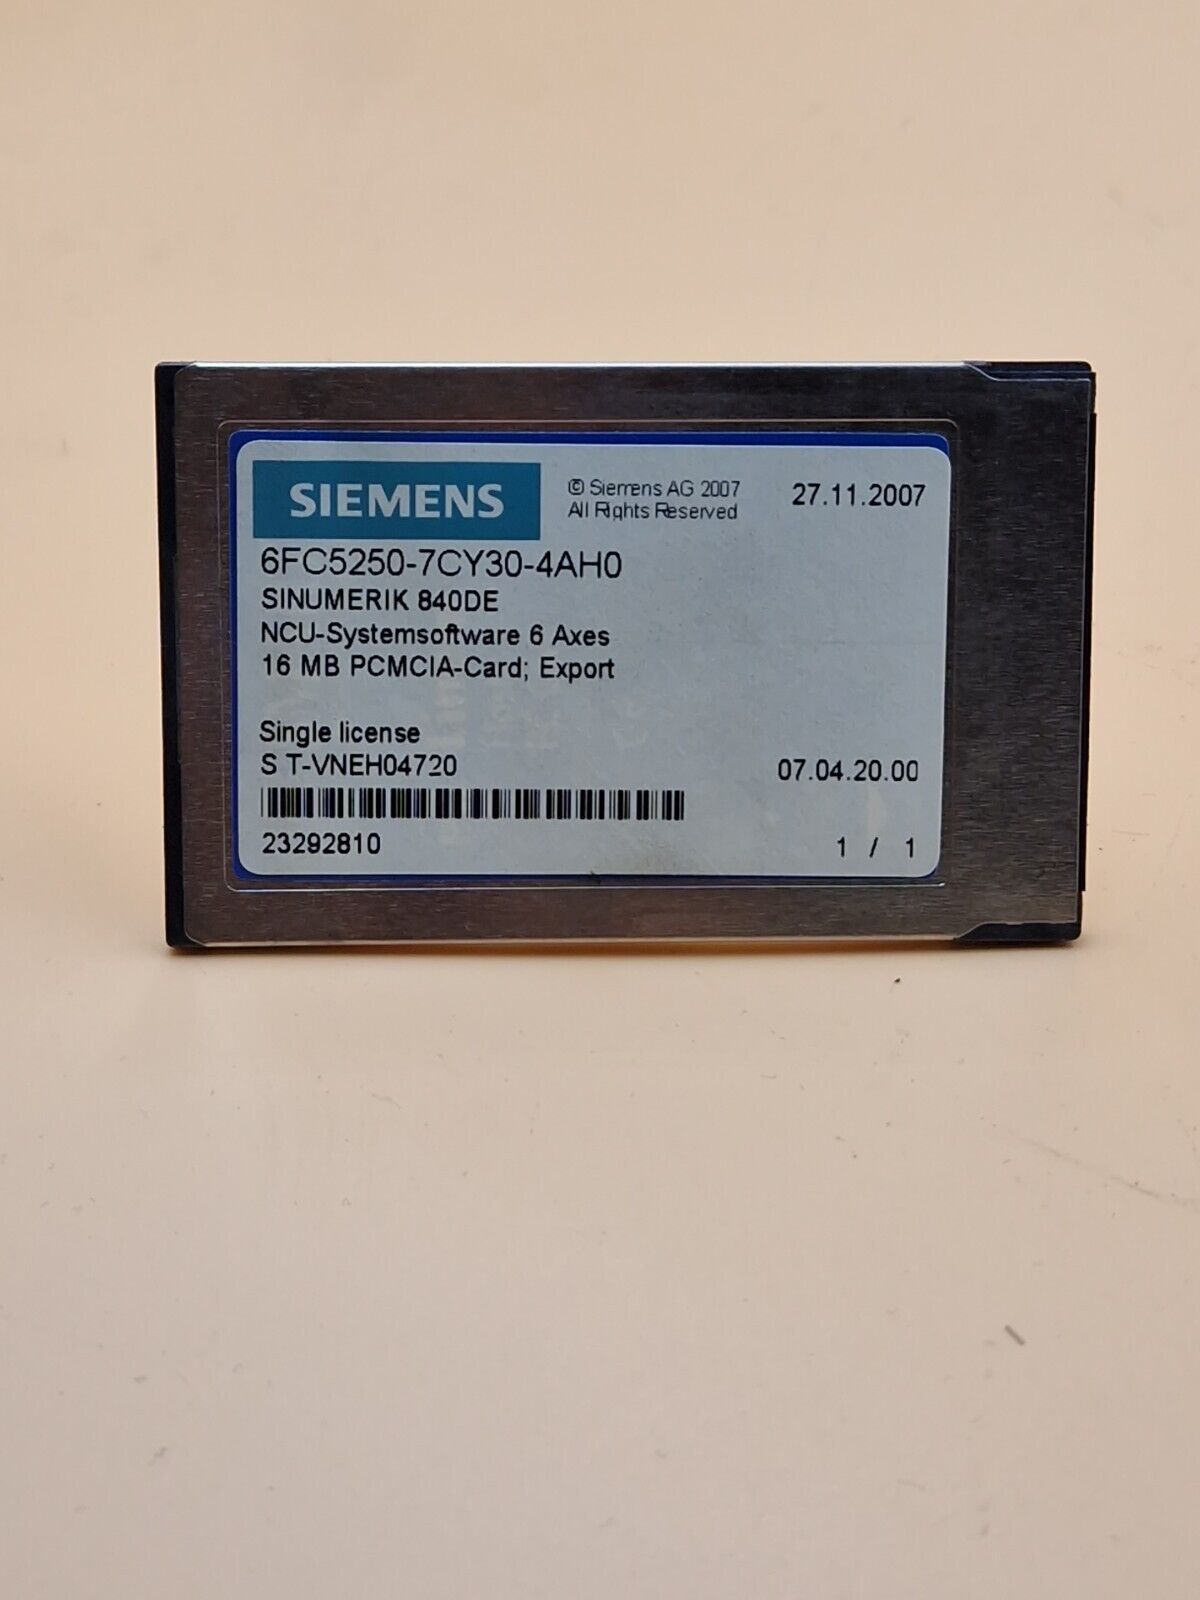 SIEMENS
© Siemens AG 2007
All Rights Reserved
27.11.2007
6FC5250-7CY30-4AH0
SINUMERIK 840DE
NCU-Systemsoftware 6 Axes
16 MB PCMCIA-Card; Export
Single license
S T-VNEH04720
07.04.20.00
23292810
1 / 1